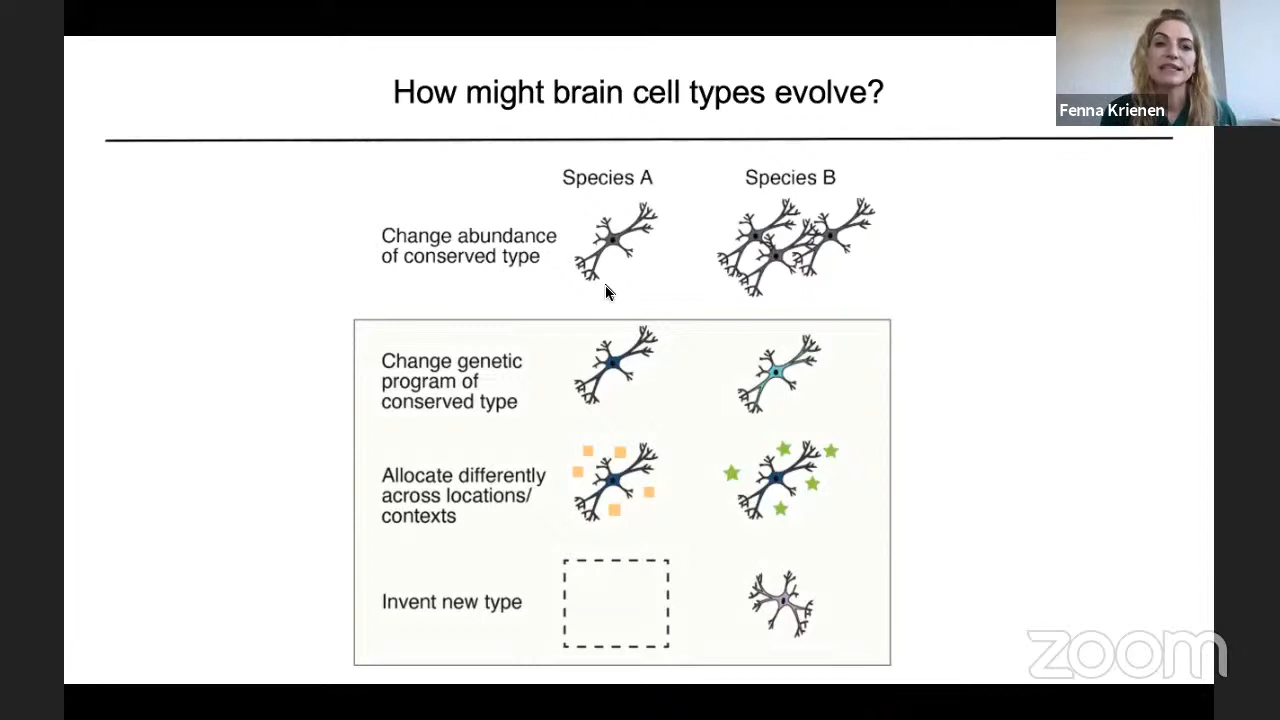 How might brain cell types evolve?
Fenna Krienen
Species A
Species B
Change abundance
of conserved type
Change genetic
program of
conserved type
Allocate differently
across locations/
contexts
Invent new type
zoom